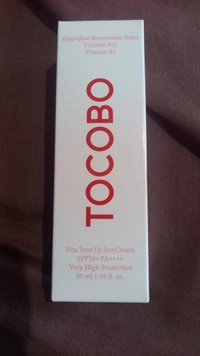 Hippophae Rhamnoides Water
Vitamin B12
Vitamin B5
TOCOBO
Vita Tone Up Sun Cream
SPF50+ PA++++
Very High Protection
50 ml 1.69 fl. oz.